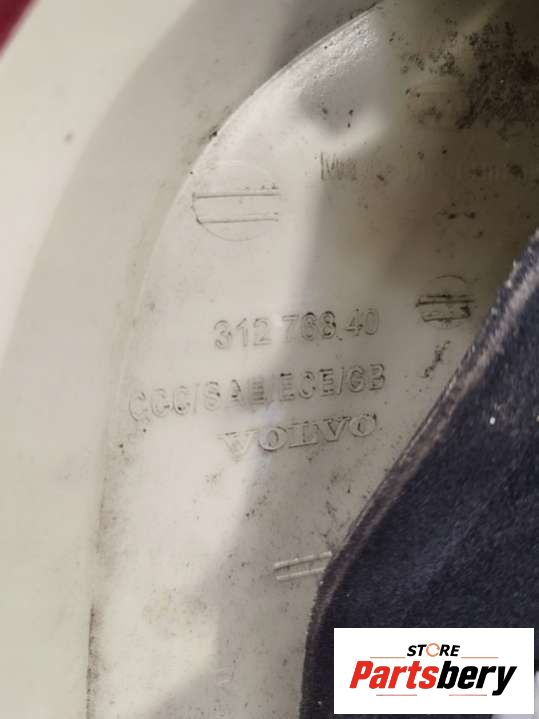 312 768 40
CCC/SAE/ECE/GB
VOLVO
STORE
Partsbery